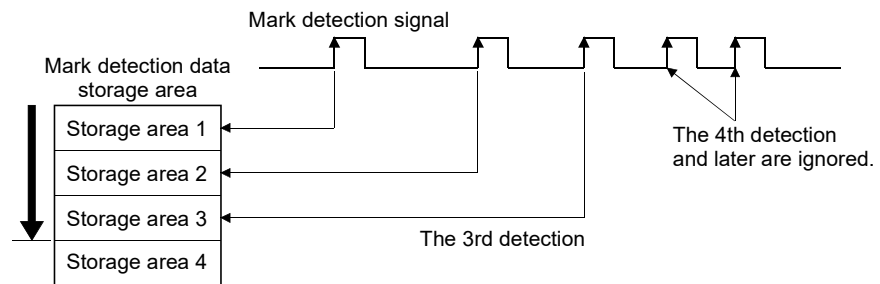 Mark detection signal
Mark detection data
storage area
Storage area 1
Storage area 2
Storage area 3
Storage area 4
The 4th detection
and later are ignored.
The 3rd detection